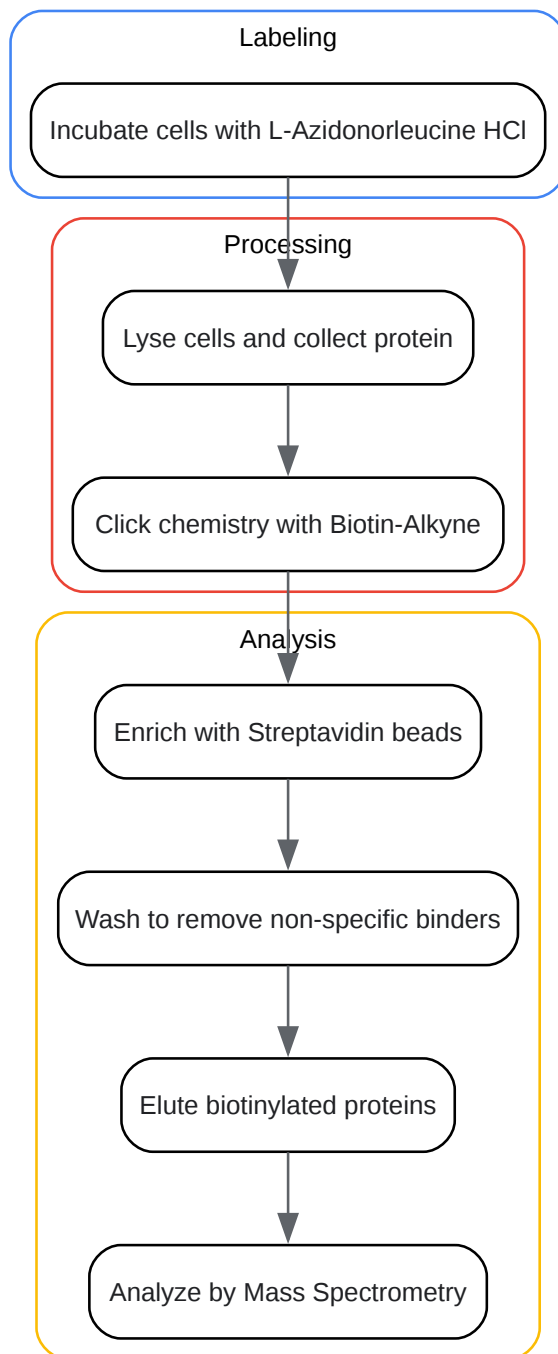 Labeling
Incubate cells with L-Azidonorleucine HCl
Processing
Lyse cells and collect protein
Click chemistry with Biotin-Alkyne
Analysis
Enrich with Streptavidin beads
Wash to remove non-specific binders
Elute biotinylated proteins
Analyze by Mass Spectrometry